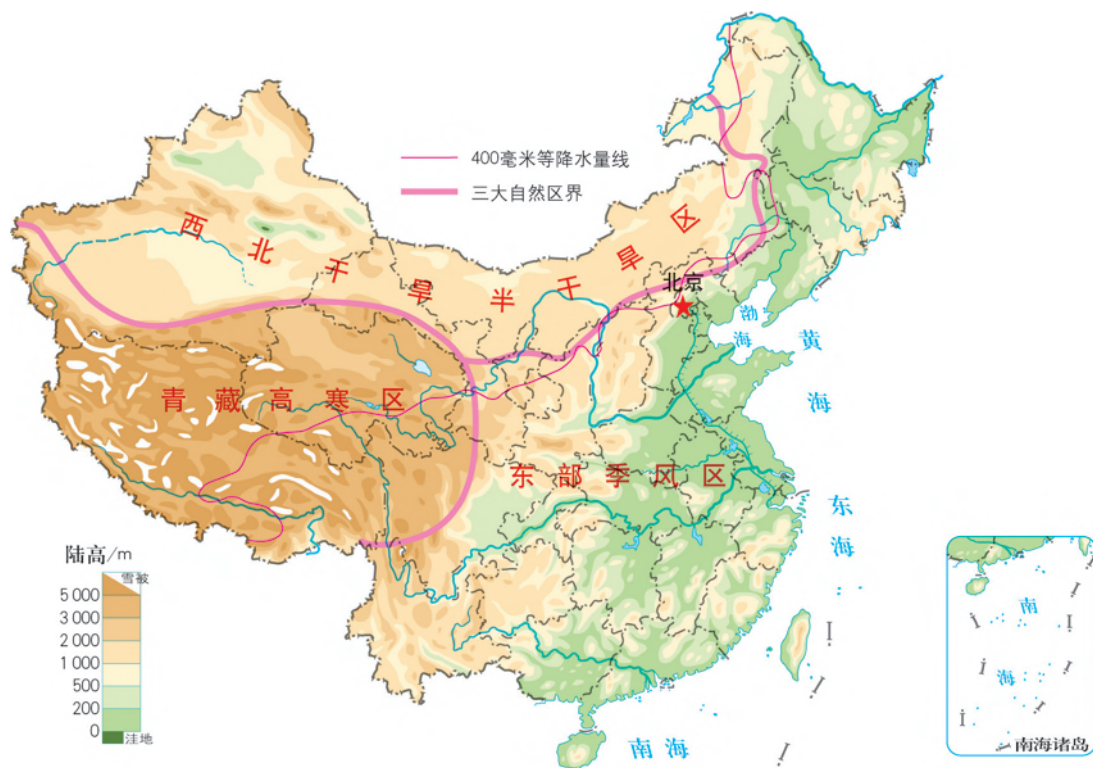 400毫米等降水量线
三大自然区界
西北干旱半干旱区
北京
渤海
黄海
青藏高寒区
东部季风区
东海
陆高/m
雪被
5 000
3 000
2 000
1 000
500
200
0
洼地
南海
南海
南海诸岛